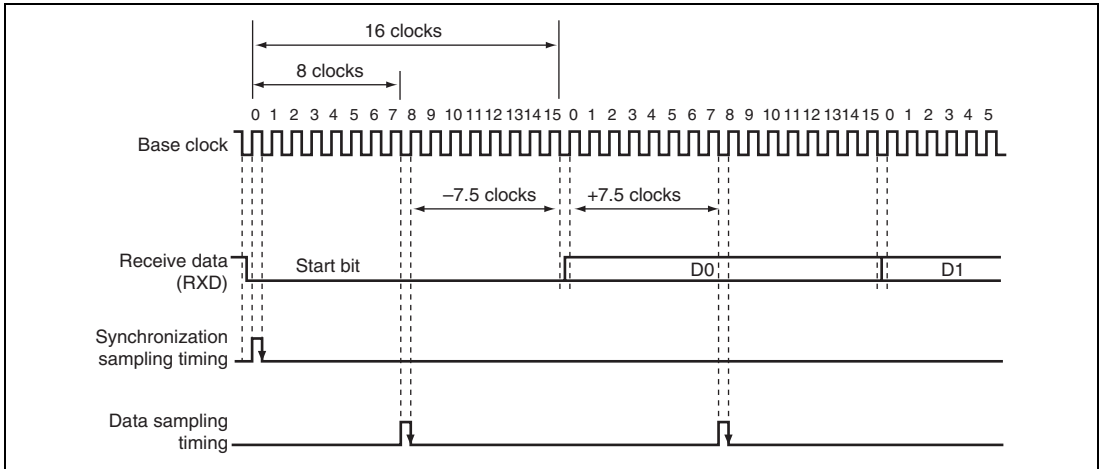 16 clocks
8 clocks
0 1 2 3 4 5 6 7 8 9 10 11 12 13 14 15 0 1 2 3 4 5 6 7 8 9 10 11 12 13 14 15 0 1 2 3 4 5
Base clock
–7.5 clocks +7.5 clocks
Receive data
(RXD)
Start bit D0 D1
Synchronization
sampling timing
Data sampling
timing